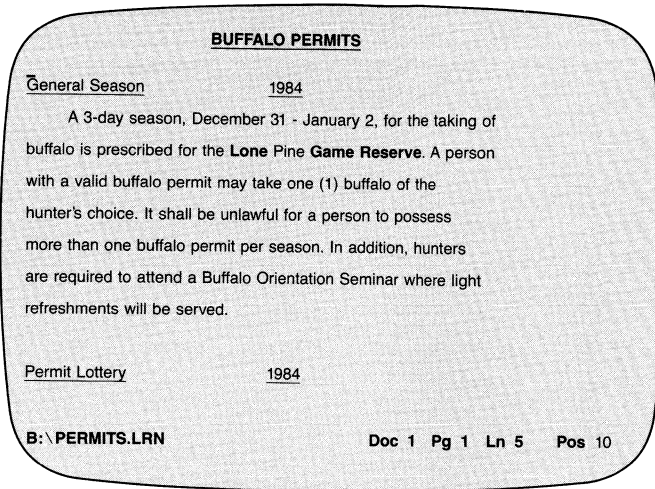 BUFFALO PERMITS
General Season 1984
A 3-day season, December 31 - January 2, for the taking of
buffalo is prescribed for the Lone Pine Game Reserve. A person
with a valid buffalo permit may take one (1) buffalo of the
hunter's choice. It shall be unlawful for a person to possess
more than one buffalo permit per season. In addition, hunters
are required to attend a Buffalo Orientation Seminar where light
refreshments will be served.
Permit Lottery 1984
B:\PERMITS.LRN Doc 1 Pg 1 Ln 5 Pos 10